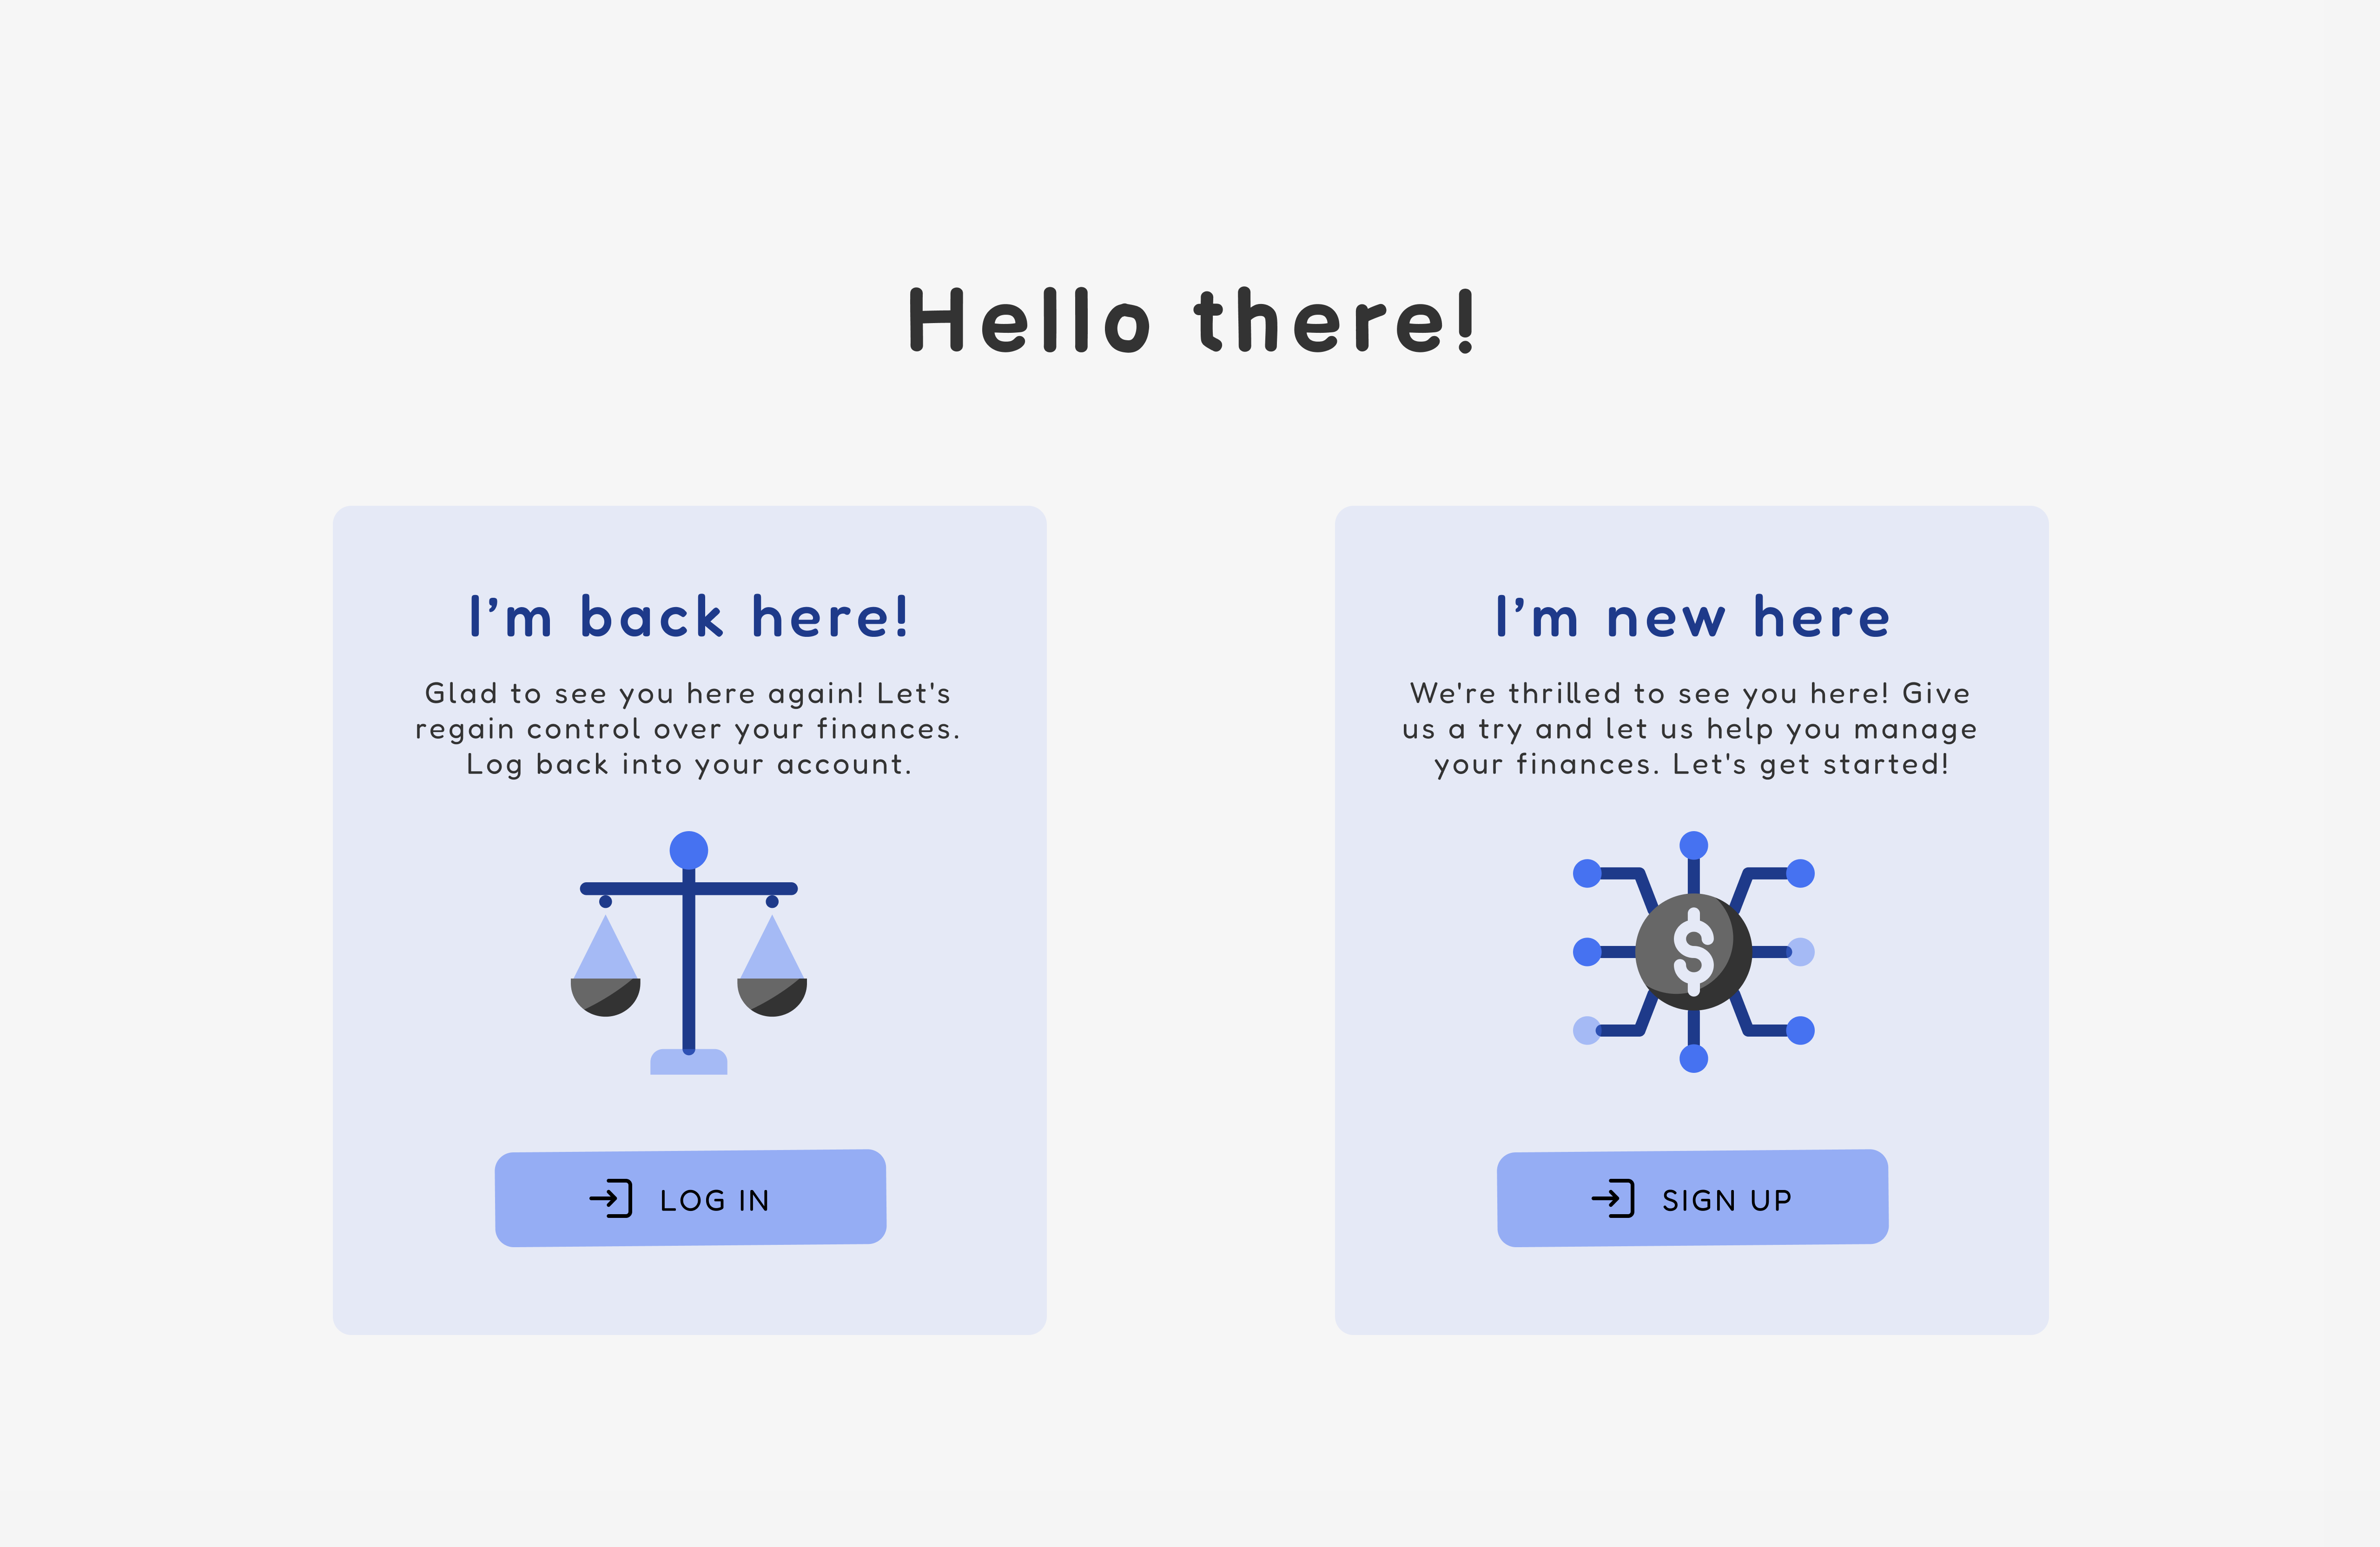 Hello there!
I’m back here!
Glad to see you here again! Let's
regain control over your finances.
Log back into your account.
LOG IN
I’m new here
We're thrilled to see you here! Give
us a try and let us help you manage
your finances. Let's get started!
$
SIGN UP